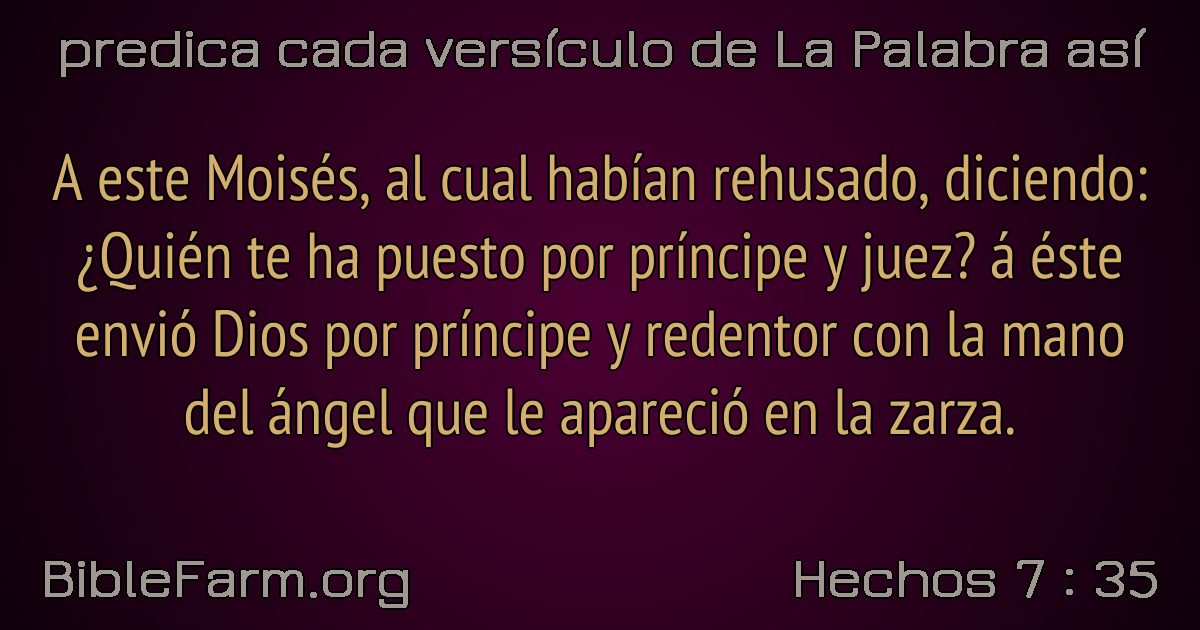 predica cada versículo de La Palabra así
A este Moisés, al cual habían rehusado, diciendo:
¿Quién te ha puesto por príncipe y juez? á éste
envió Dios por príncipe y redentor con la mano
del ángel que le apareció en la zarza.
BibleFarm.org
Hechos 7 : 35